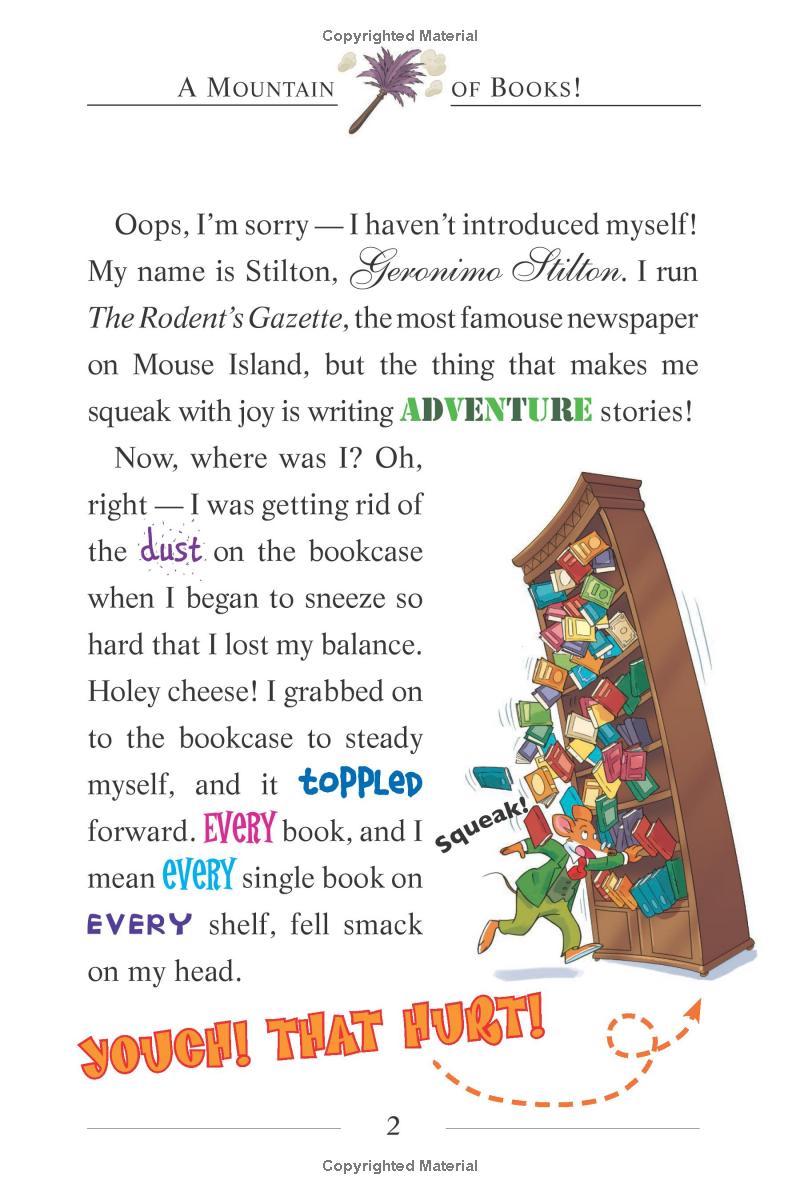 Copyrighted Material
A Mountain of Books!
Oops, I'm sorry — I haven't introduced myself!
My name is Stilton, Geronimo Stilton. I run
The Rodent's Gazette, the most famouse newspaper
on Mouse Island, but the thing that makes me
squeak with joy is writing ADVENTURE stories!
Now, where was I? Oh,
right — I was getting rid of
the dust on the bookcase
when I began to sneeze so
hard that I lost my balance.
Holey cheese! I grabbed on
to the bookcase to steady
myself, and it toppled
forward. EVERY book, and I
mean EVERY single book on
EVERY shelf, fell smack
on my head.
Squeak!
YOUCH! THAT HURT!
2
Copyrighted Material